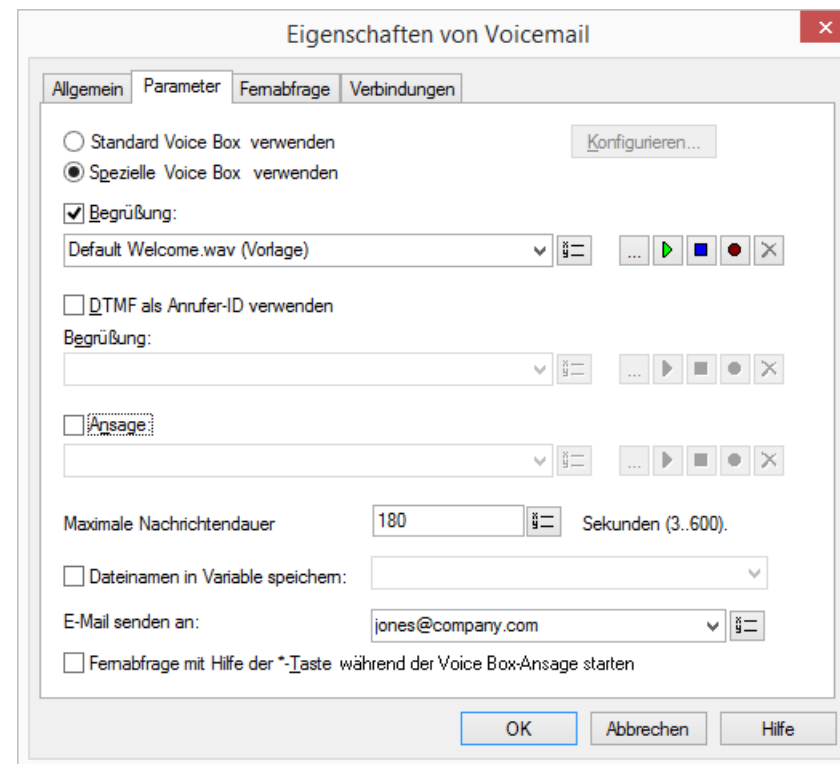 Eigenschaften von Voicemail
Allgemein Parameter Fernabfrage Verbindungen
Standard Voice Box verwenden Konfigurieren...
Spezielle Voice Box verwenden
Begrüßung:
Default Welcome.wav (Vorlage) ...
DTMF als Anrufer-ID verwenden
Begrüßung:
...
Ansage:
...
Maximale Nachrichtendauer 180 Sekunden (3..600).
Dateinamen in Variable speichern:
E-Mail senden an: jones@company.com
Fernabfrage mit Hilfe der *-Taste während der Voice Box-Ansage starten
OK Abbrechen Hilfe